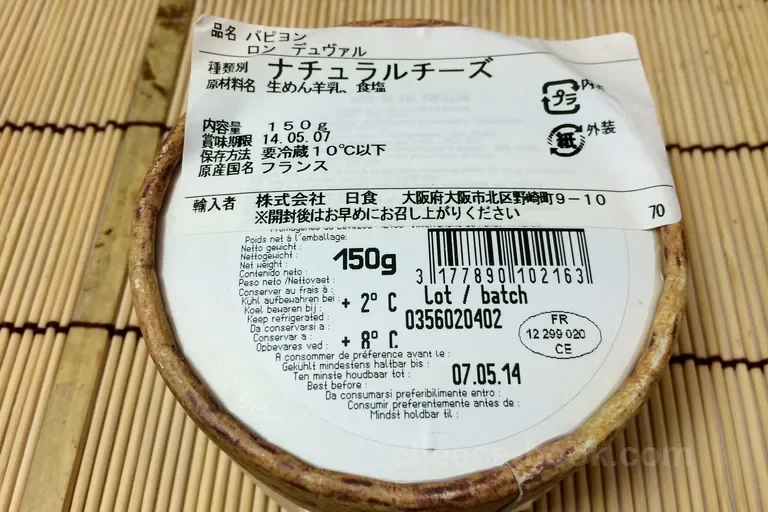 品名 パピヨン
ロン デュヴァル
種類別 ナチュラルチーズ
原材料名 生めん羊乳、食塩
内容量 150g
賞味期限 14.05.07
保存方法 要冷蔵10℃以下
原産国名 フランス
プラ 内
紙 外装
輸入者 株式会社 日食 大阪府大阪市北区野崎町9-10
※開封後はお早めにお召し上がりください
70
Poids net à l'emballage:
Netto gewicht :
Nettogewicht :
Net weight :
Contenido neto :
Peso neto /Nettovaet :
150g
3 177890 102163
Conserver au frais à :
Kühl aufbewahren bei :
Koel bewaren bij :
Keep refrigerated :
Da conservarsi a :
Conservar a :
Opbevares ved :
+ 2° C
+ 8° C
Lot / batch
0356020402
FR
12 299 020
CE
A consommer de préférence avant le :
Gekühlt mindestens haltbar bis :
Ten minste houdbaar tot :
Best before :
Da consumarsi preferibilmente entro :
Consumir preferentemente antes de :
Mindst holdbar til :
07.05.14
cheese-book.com